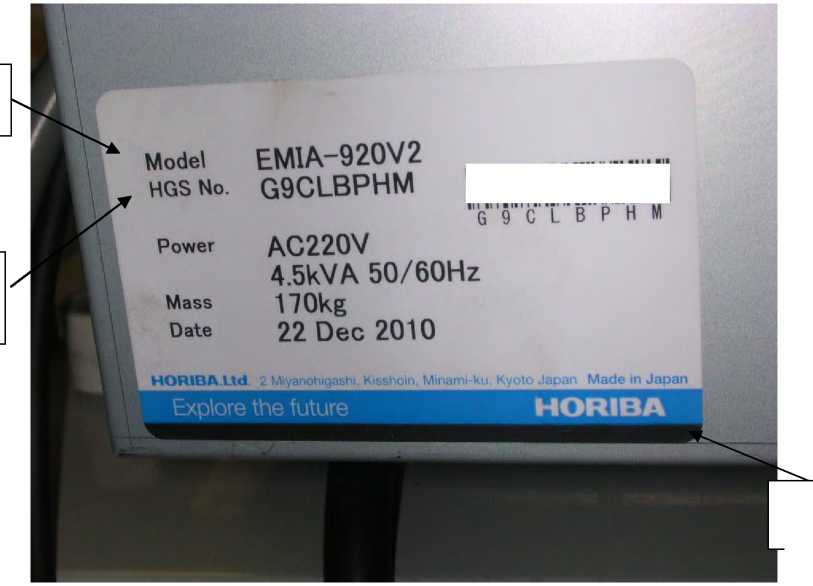 Model EMIA-920V2
HGS No. G9CLBPHM
G 9 C L B P H M
Power AC220V
4.5kVA 50/60Hz
Mass 170kg
Date 22 Dec 2010
HORIBA.Ltd. 2 Miyanohigashi, Kisshoin, Minami-ku, Kyoto Japan Made in Japan
Explore the future HORIBA